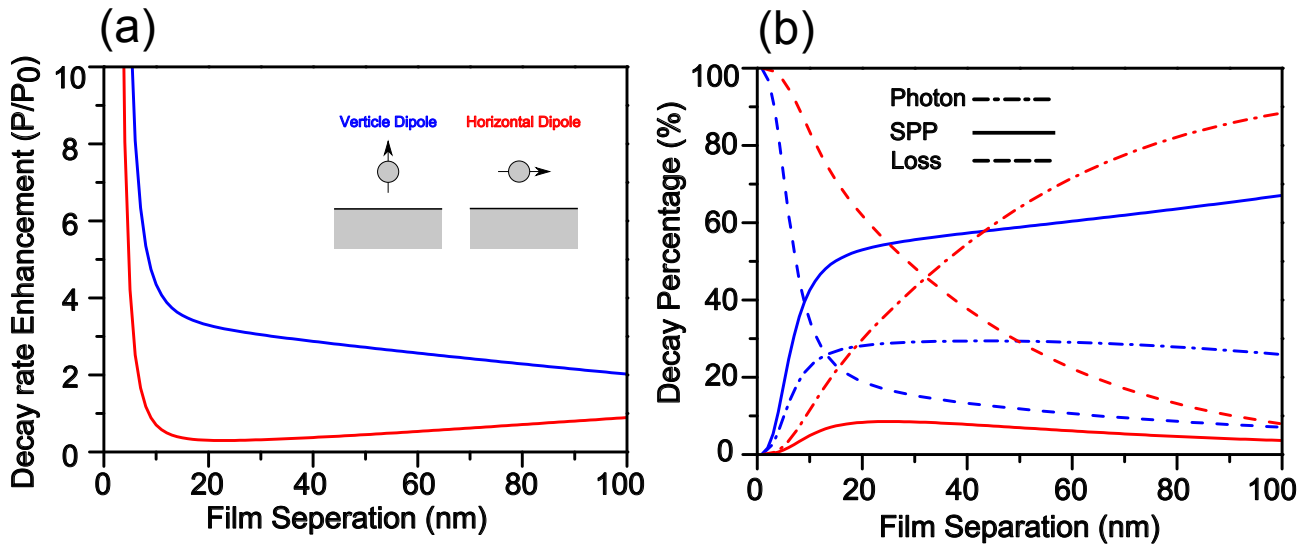 (a)
Decay rate Enhancement (P/P0)
10
8
6
4
2
0
0 20 40 60 80 100
Film Seperation (nm)
Verticle Dipole
Horizontal Dipole
(b)
Decay Percentage (%)
100
80
60
40
20
0
0 20 40 60 80 100
Film Separation (nm)
Photon
SPP
Loss